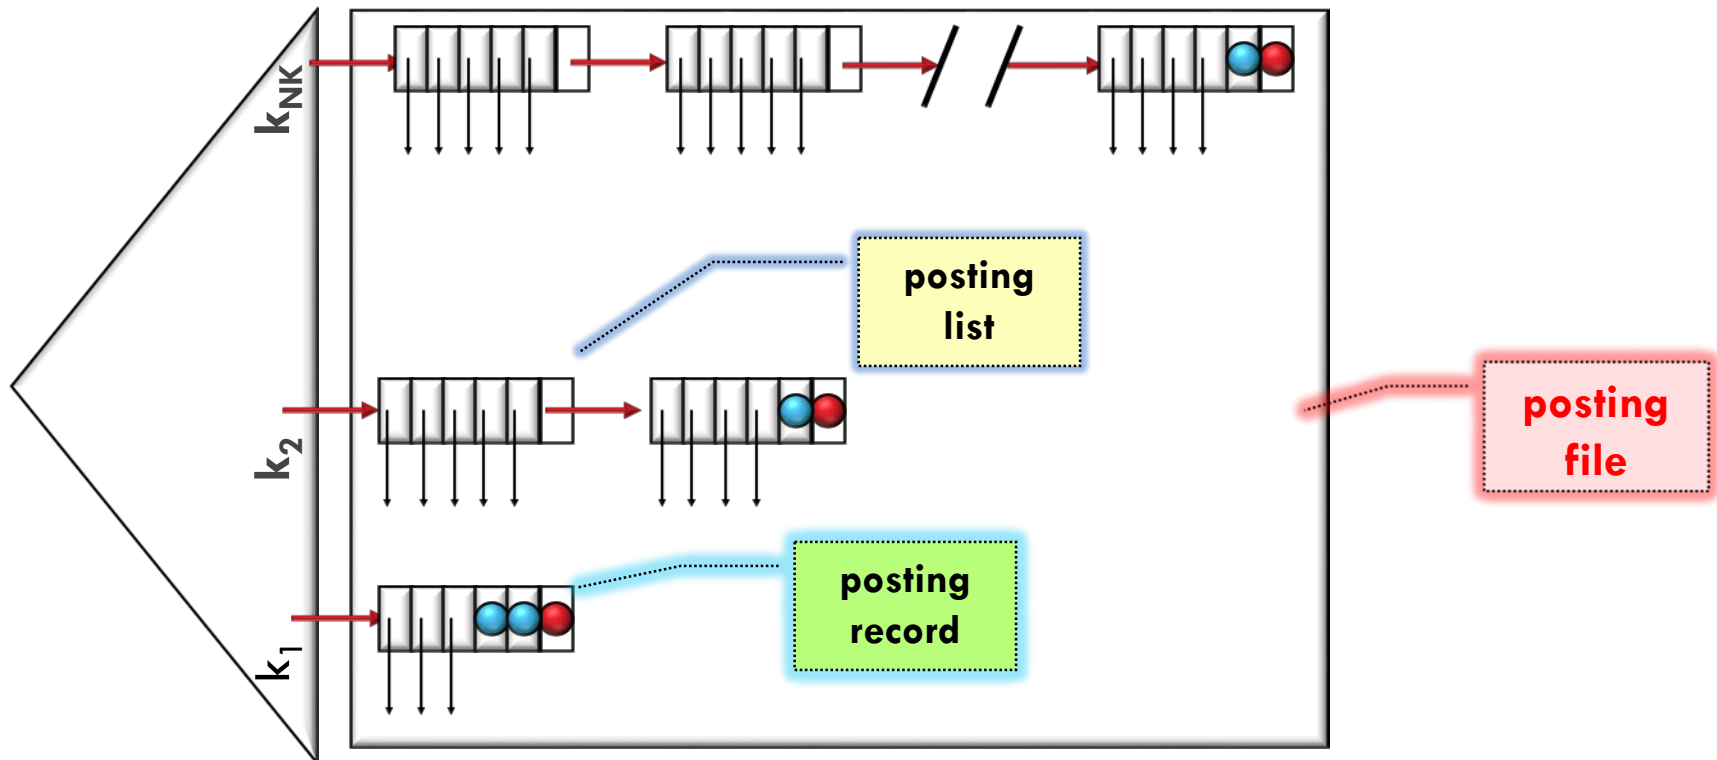 k_NK
posting
list
posting
file
k_2
posting
record
k_1